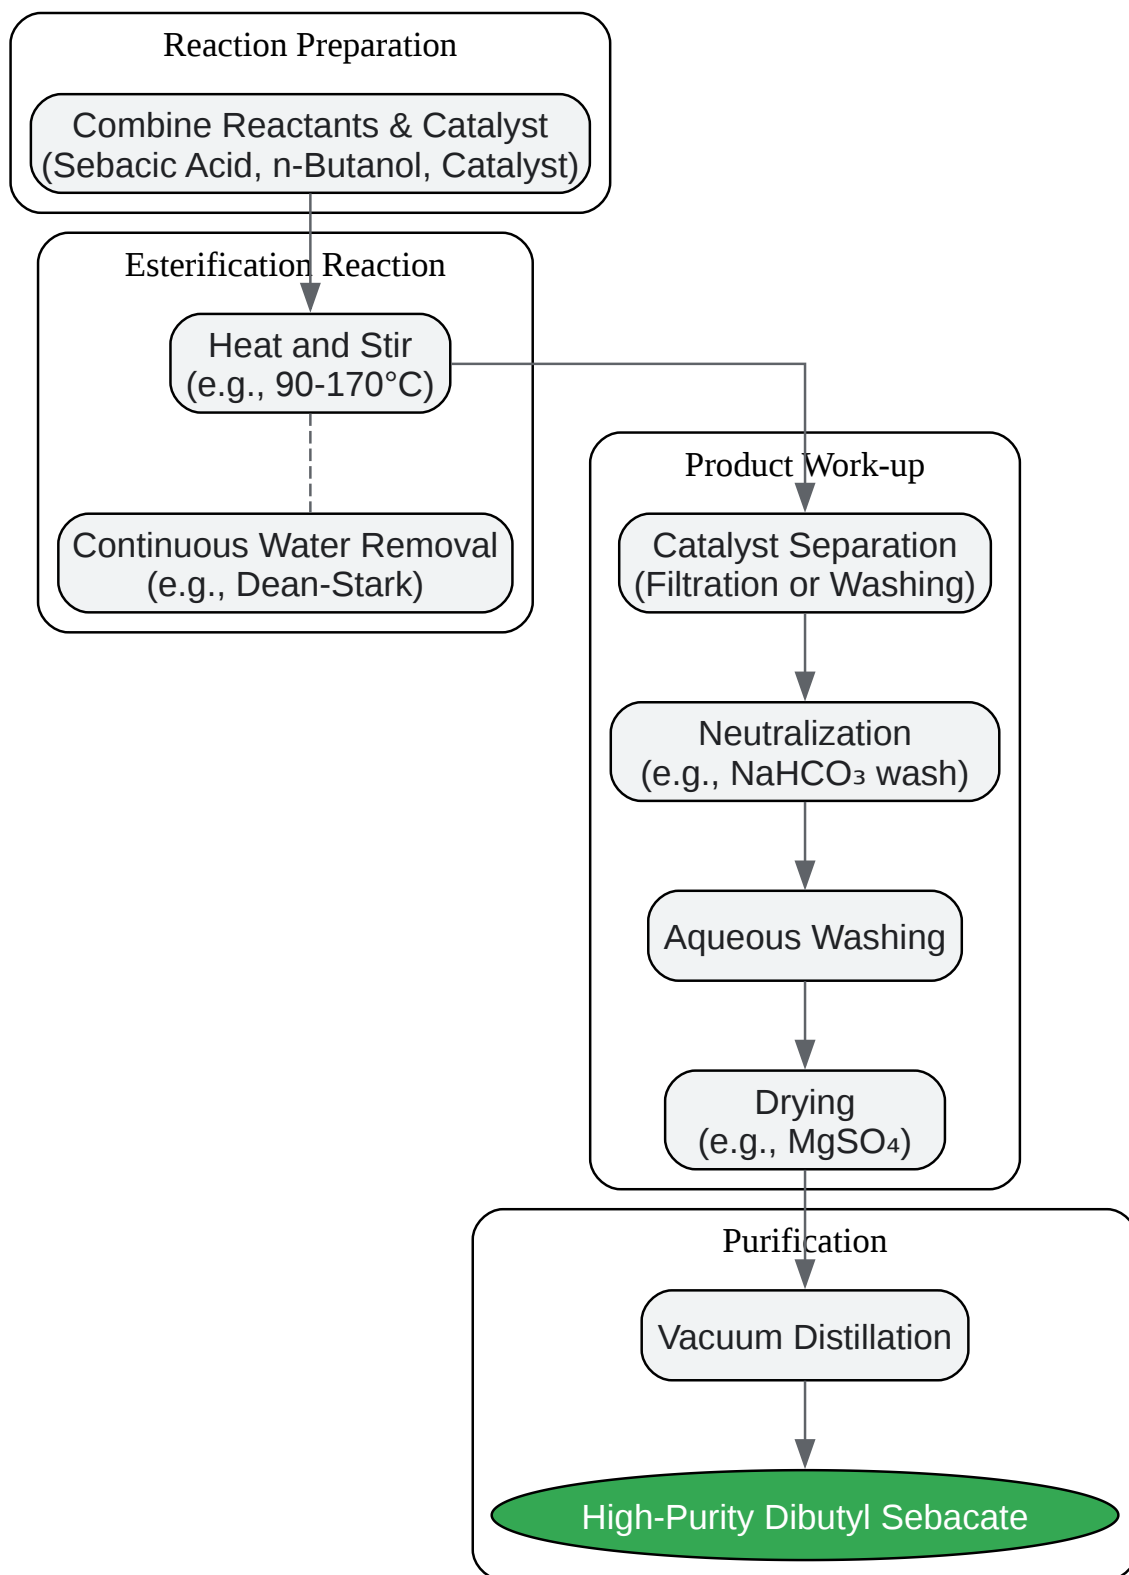 Reaction Preparation
Combine Reactants & Catalyst
(Sebacic Acid, n-Butanol, Catalyst)
Esterification Reaction
Heat and Stir
(e.g., 90-170°C)
Continuous Water Removal
(e.g., Dean-Stark)
Product Work-up
Catalyst Separation
(Filtration or Washing)
Neutralization
(e.g., NaHCO₃ wash)
Aqueous Washing
Drying
(e.g., MgSO₄)
Purification
Vacuum Distillation
High-Purity Dibutyl Sebacate